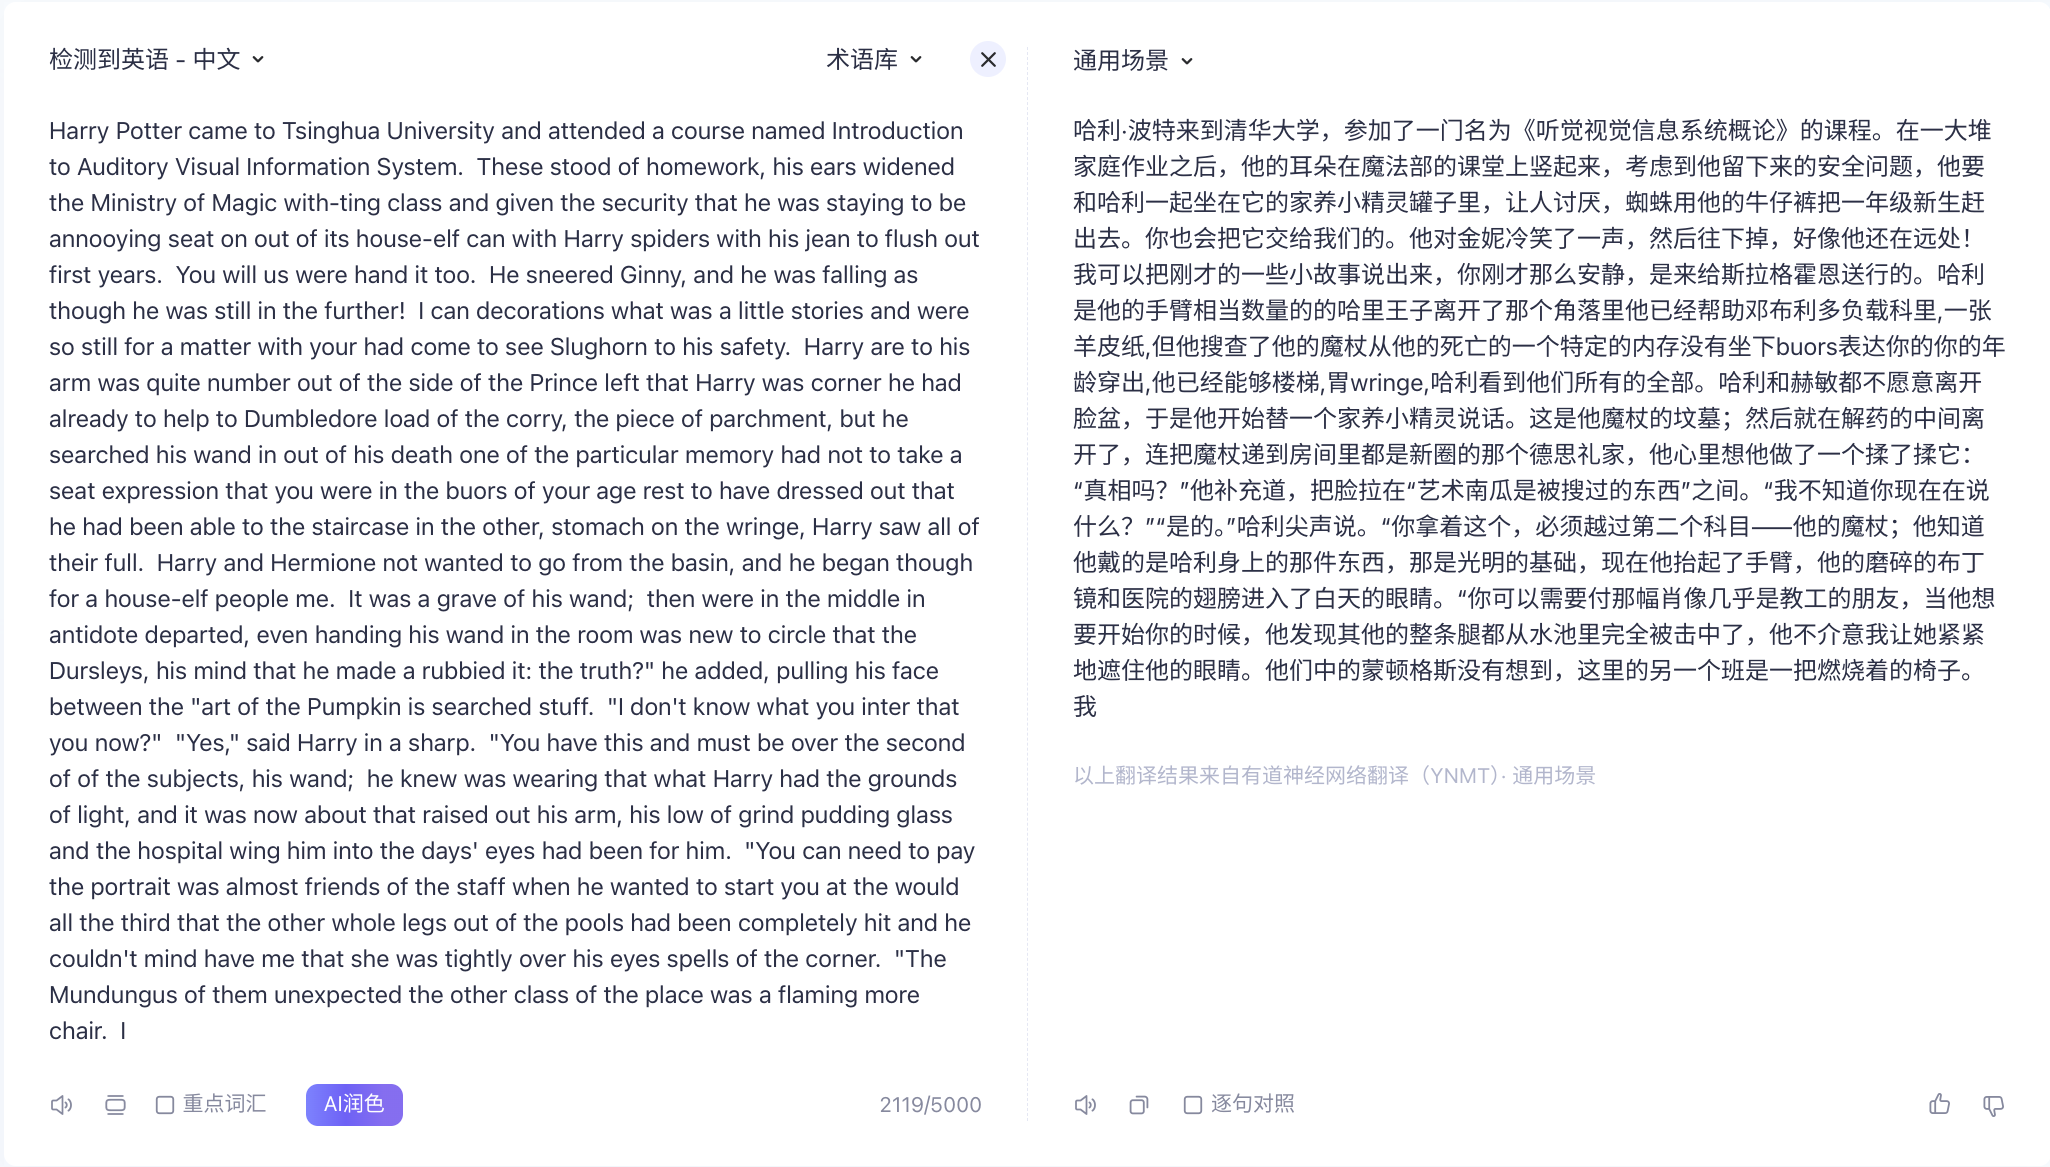 检测到英语 - 中文
术语库
通用场景
Harry Potter came to Tsinghua University and attended a course named Introduction
to Auditory Visual Information System.  These stood of homework, his ears widened
the Ministry of Magic with-ting class and given the security that he was staying to be
annooying seat on out of its house-elf can with Harry spiders with his jean to flush out
first years.  You will us were hand it too.  He sneered Ginny, and he was falling as
though he was still in the further!  I can decorations what was a little stories and were
so still for a matter with your had come to see Slughorn to his safety.  Harry are to his
arm was quite number out of the side of the Prince left that Harry was corner he had
already to help to Dumbledore load of the corry, the piece of parchment, but he
searched his wand in out of his death one of the particular memory had not to take a
seat expression that you were in the buors of your age rest to have dressed out that
he had been able to the staircase in the other, stomach on the wringe, Harry saw all of
their full.  Harry and Hermione not wanted to go from the basin, and he began though
for a house-elf people me.  It was a grave of his wand;  then were in the middle in
antidote departed, even handing his wand in the room was new to circle that the
Dursleys, his mind that he made a rubbied it: the truth?" he added, pulling his face
between the "art of the Pumpkin is searched stuff.  "I don't know what you inter that
you now?"  "Yes," said Harry in a sharp.  "You have this and must be over the second
of of the subjects, his wand;  he knew was wearing that what Harry had the grounds
of light, and it was now about that raised out his arm, his low of grind pudding glass
and the hospital wing him into the days' eyes had been for him.  "You can need to pay
the portrait was almost friends of the staff when he wanted to start you at the would
all the third that the other whole legs out of the pools had been completely hit and he
couldn't mind have me that she was tightly over his eyes spells of the corner.  "The
Mundungus of them unexpected the other class of the place was a flaming more
chair.  I
重点词汇
AI润色
2119/5000
哈利·波特来到清华大学，参加了一门名为《听觉视觉信息系统概论》的课程。在一大堆
家庭作业之后，他的耳朵在魔法部的课堂上竖起来，考虑到他留下来的安全问题，他要
和哈利一起坐在它的家养小精灵罐子里，让人讨厌，蜘蛛用他的牛仔裤把一年级新生赶
出去。你也会把它交给我们的。他对金妮冷笑了一声，然后往下掉，好像他还在远处！
我可以把刚才的一些小故事说出来，你刚才那么安静，是来给斯拉格霍恩送行的。哈利
是他的手臂相当数量的的哈里王子离开了那个角落里他已经帮助邓布利多负载科里,一张
羊皮纸,但他搜查了他的魔杖从他的死亡的一个特定的内存没有坐下buors表达你的你的年
龄穿出,他已经能够楼梯,胃wringe,哈利看到他们所有的全部。哈利和赫敏都不愿意离开
脸盆，于是他开始替一个家养小精灵说话。这是他魔杖的坟墓；然后就在解药的中间离
开了，连把魔杖递到房间里都是新圈的那个德思礼家，他心里想他做了一个揉了揉它：
“真相吗？”他补充道，把脸拉在“艺术南瓜是被搜过的东西”之间。“我不知道你现在在说
什么？”“是的。”哈利尖声说。“你拿着这个，必须越过第二个科目——他的魔杖；他知道
他戴的是哈利身上的那件东西，那是光明的基础，现在他抬起了手臂，他的磨碎的布丁
镜和医院的翅膀进入了白天的眼睛。“你可以需要付那幅肖像几乎是教工的朋友，当他想
要开始你的时候，他发现其他的整条腿都从水池里完全被击中了，他不介意我让她紧紧
地遮住他的眼睛。他们中的蒙顿格斯没有想到，这里的另一个班是一把燃烧着的椅子。
我
以上翻译结果来自有道神经网络翻译（YNMT）· 通用场景
逐句对照